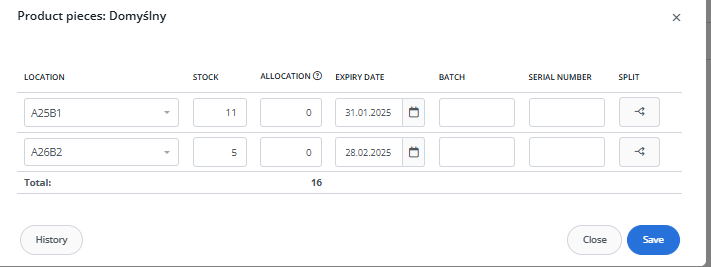 Product pieces: Domyślny
×
LOCATION STOCK ALLOCATION ? EXPIRY DATE BATCH SERIAL NUMBER SPLIT
A25B1 11 0 31.01.2025
A26B2 5 0 28.02.2025
Total: 16
History Close Save